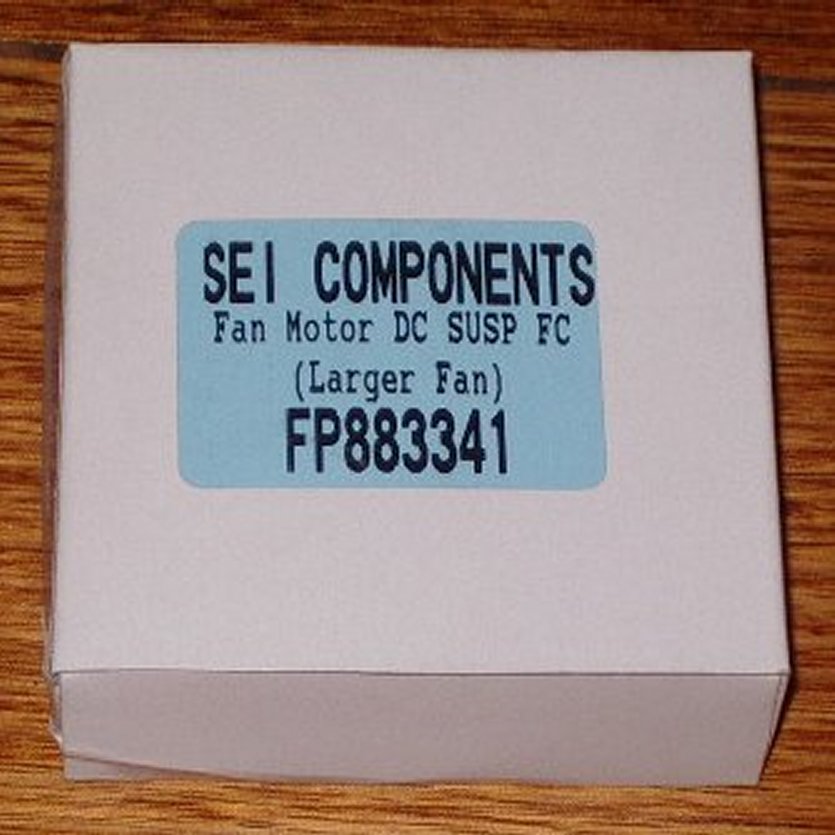 SEI COMPONENTS
Fan Motor DC SUSP FC
(Larger Fan)
FP883341